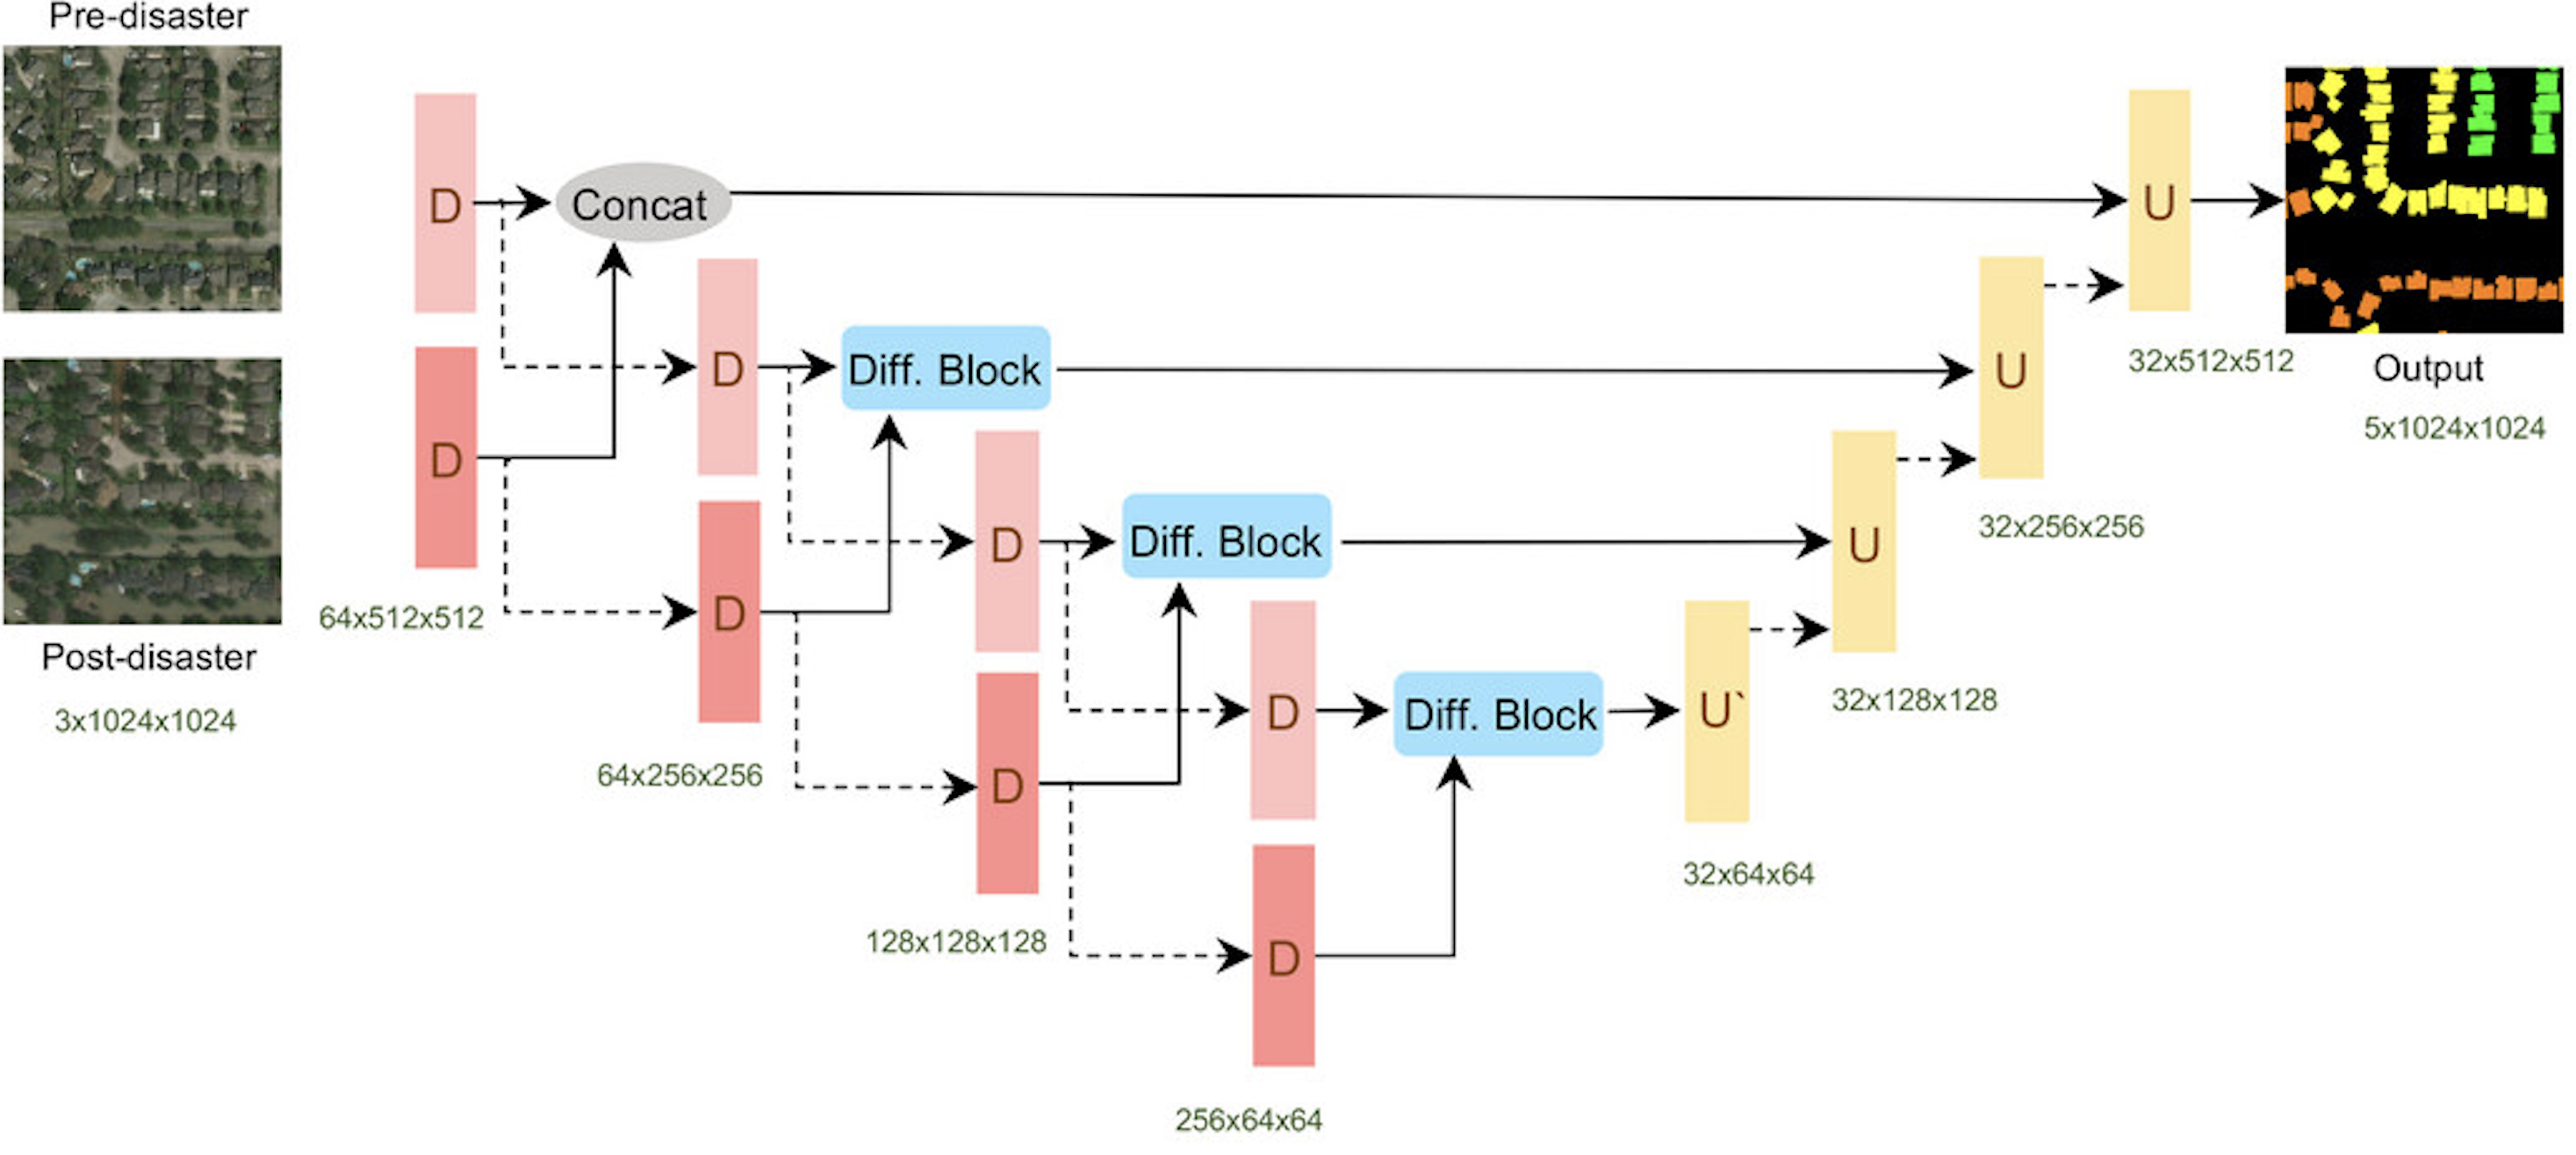 Pre-disaster
D
Concat
U
D
Diff. Block
U
32x512x512
Output
5x1024x1024
D
D
Diff. Block
U
32x256x256
64x512x512
D
Post-disaster
3x1024x1024
D
Diff. Block
U`
32x128x128
64x256x256
D
32x64x64
128x128x128
D
256x64x64